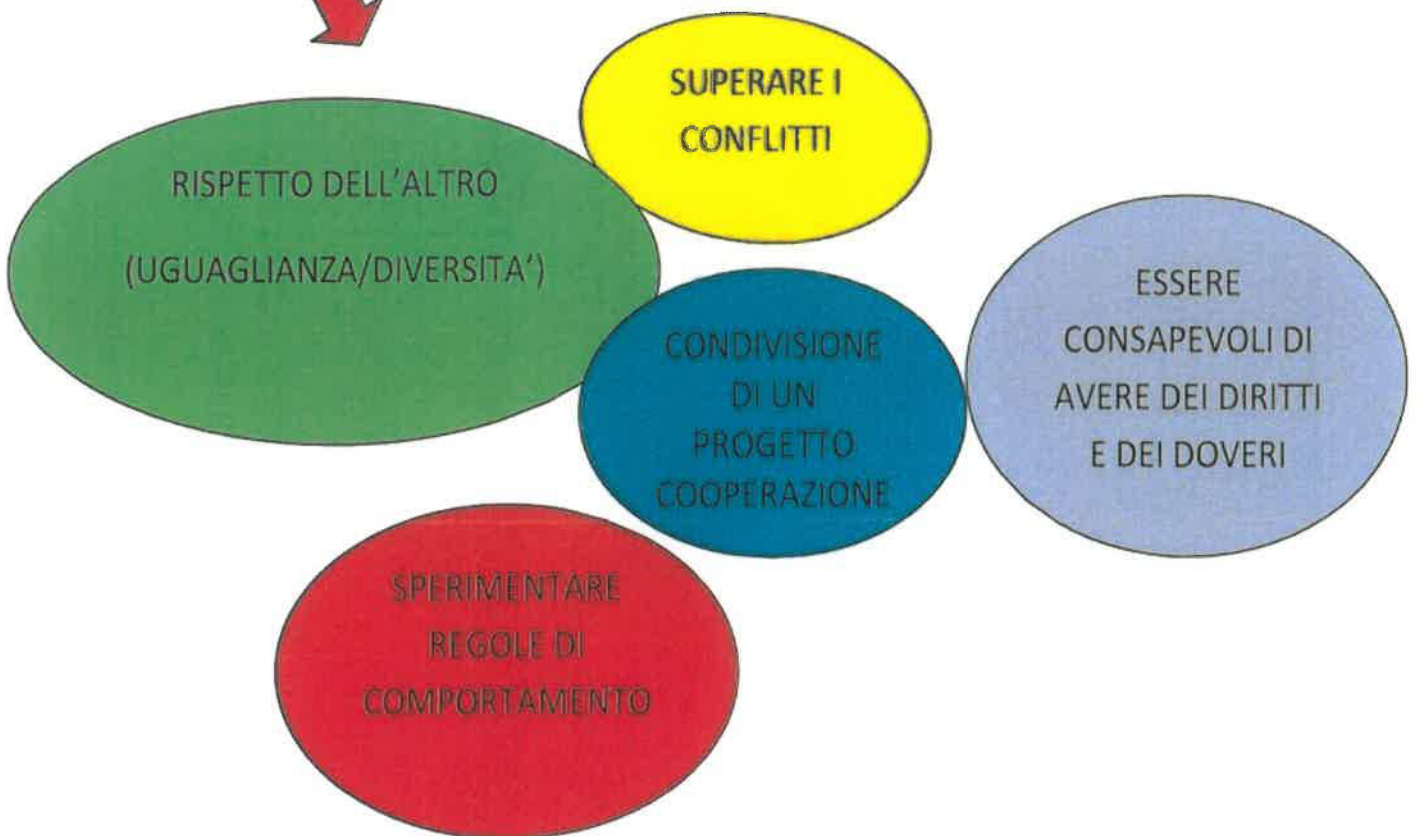 SUPERARE I
CONFLITTI
RISPETTO DELL'ALTRO
(UGUAGLIANZA/DIVERSITA')
ESSERE
CONSAPEVOLI DI
AVERE DEI DIRITTI
E DEI DOVERI
CONDIVISIONE
DI UN
PROGETTO
COOPERAZIONE
SPERIMENTARE
REGOLE DI
COMPORTAMENTO